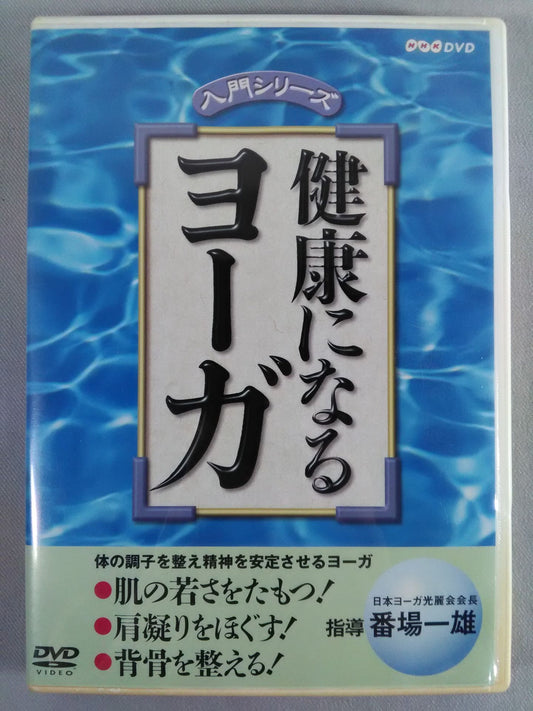 NHK DVD
入門シリーズ
健康になる
ヨーガ
体の調子を整え精神を安定させるヨーガ
●肌の若さをたもつ!
●肩凝りをほぐす!
●背骨を整える!
日本ヨーガ光麗会会長
指導 番場一雄
DVD
VIDEO